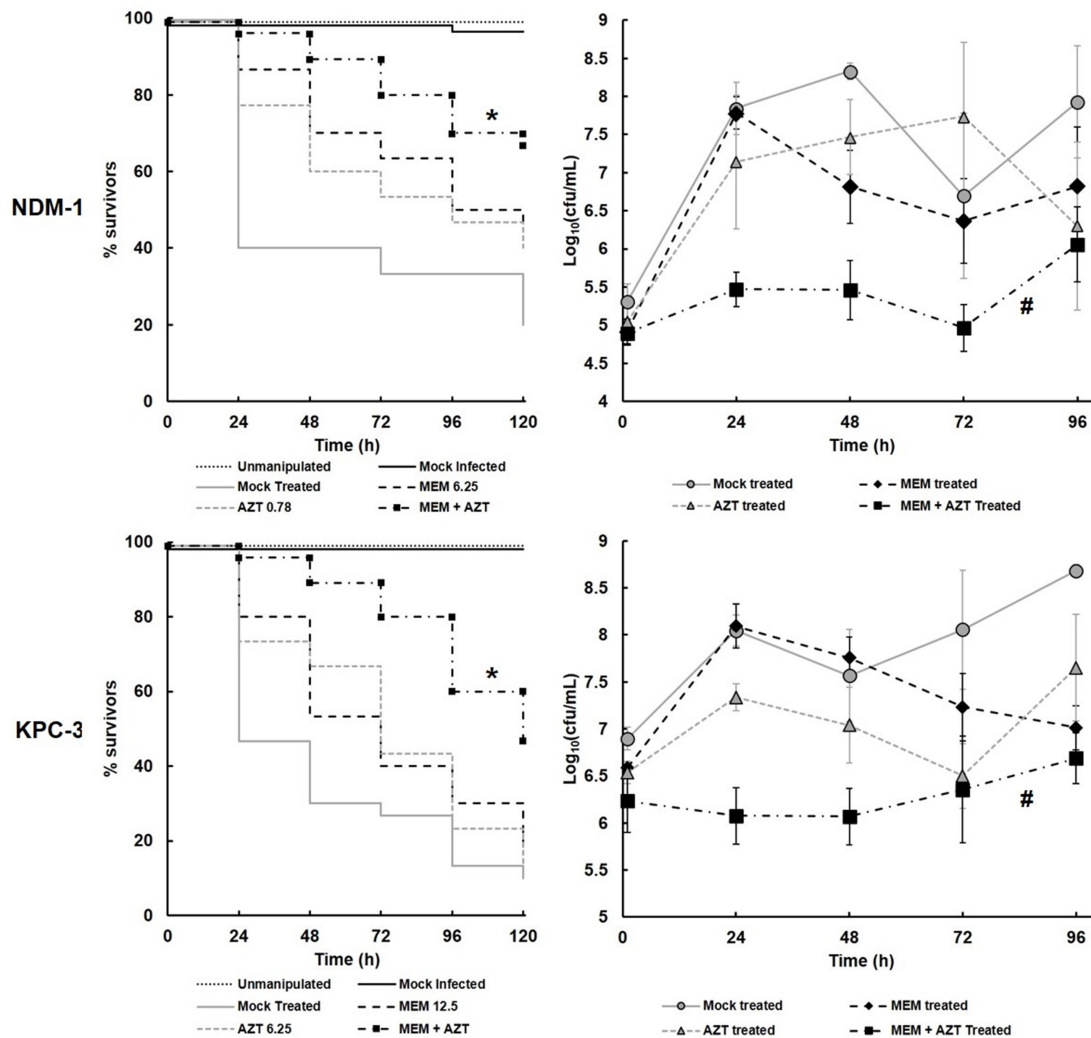 NDM-1
% survivors
100
80
60
40
20
0
*
0 24 48 72 96 120
Time (h)
Unmanipulated Mock Infected
Mock Treated MEM 6.25
AZT 0.78 MEM + AZT
Log10(cfu/mL)
9
8.5
8
7.5
7
6.5
6
5.5
5
4.5
4
#
0 24 48 72 96
Time (h)
Mock treated MEM treated
AZT treated MEM + AZT Treated
KPC-3
% survivors
100
80
60
40
20
0
*
0 24 48 72 96 120
Time (h)
Unmanipulated Mock Infected
Mock Treated MEM 12.5
AZT 6.25 MEM + AZT
Log10(cfu/mL)
9
8.5
8
7.5
7
6.5
6
5.5
5
#
0 24 48 72 96
Time (h)
Mock treated MEM treated
AZT treated MEM + AZT Treated